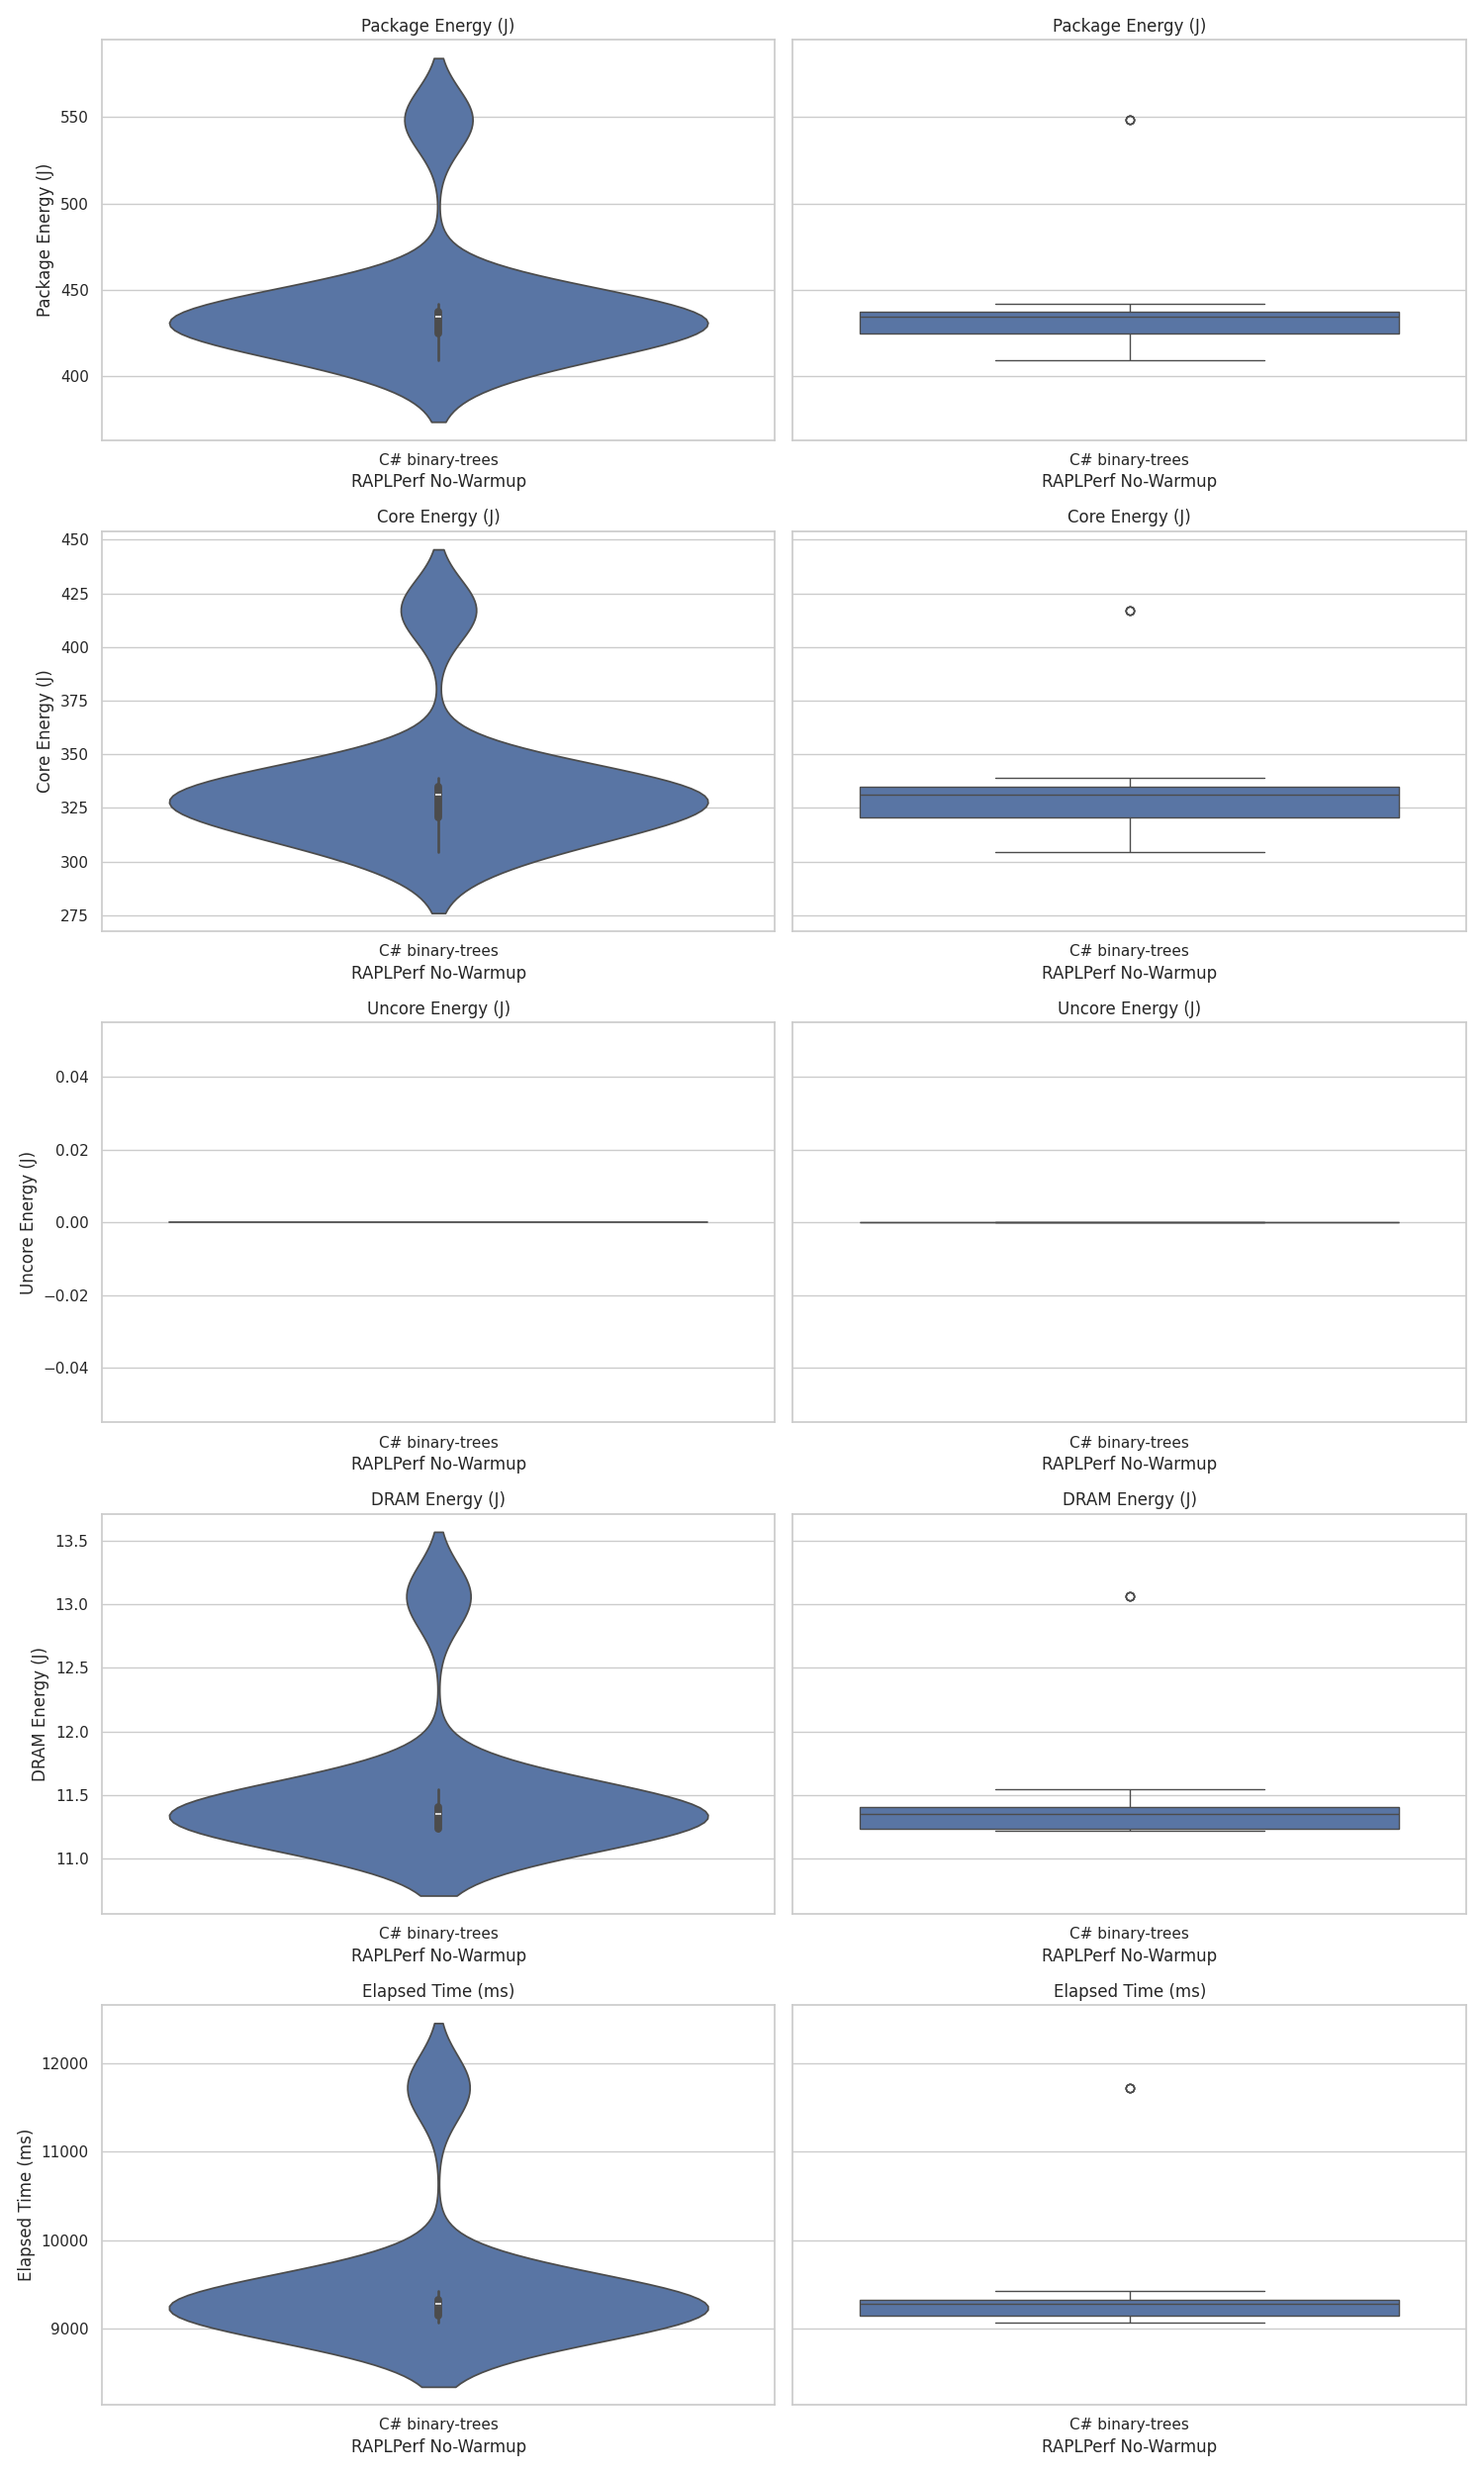 Package Energy (J)
Package Energy (J)
Package Energy (J)
550
500
450
400
C# binary-trees
RAPLPerf No-Warmup
C# binary-trees
RAPLPerf No-Warmup
Core Energy (J)
Core Energy (J)
Core Energy (J)
450
425
400
375
350
325
300
275
C# binary-trees
RAPLPerf No-Warmup
C# binary-trees
RAPLPerf No-Warmup
Uncore Energy (J)
Uncore Energy (J)
Uncore Energy (J)
0.04
0.02
0.00
−0.02
−0.04
C# binary-trees
RAPLPerf No-Warmup
C# binary-trees
RAPLPerf No-Warmup
DRAM Energy (J)
DRAM Energy (J)
DRAM Energy (J)
13.5
13.0
12.5
12.0
11.5
11.0
C# binary-trees
RAPLPerf No-Warmup
C# binary-trees
RAPLPerf No-Warmup
Elapsed Time (ms)
Elapsed Time (ms)
Elapsed Time (ms)
12000
11000
10000
9000
C# binary-trees
RAPLPerf No-Warmup
C# binary-trees
RAPLPerf No-Warmup